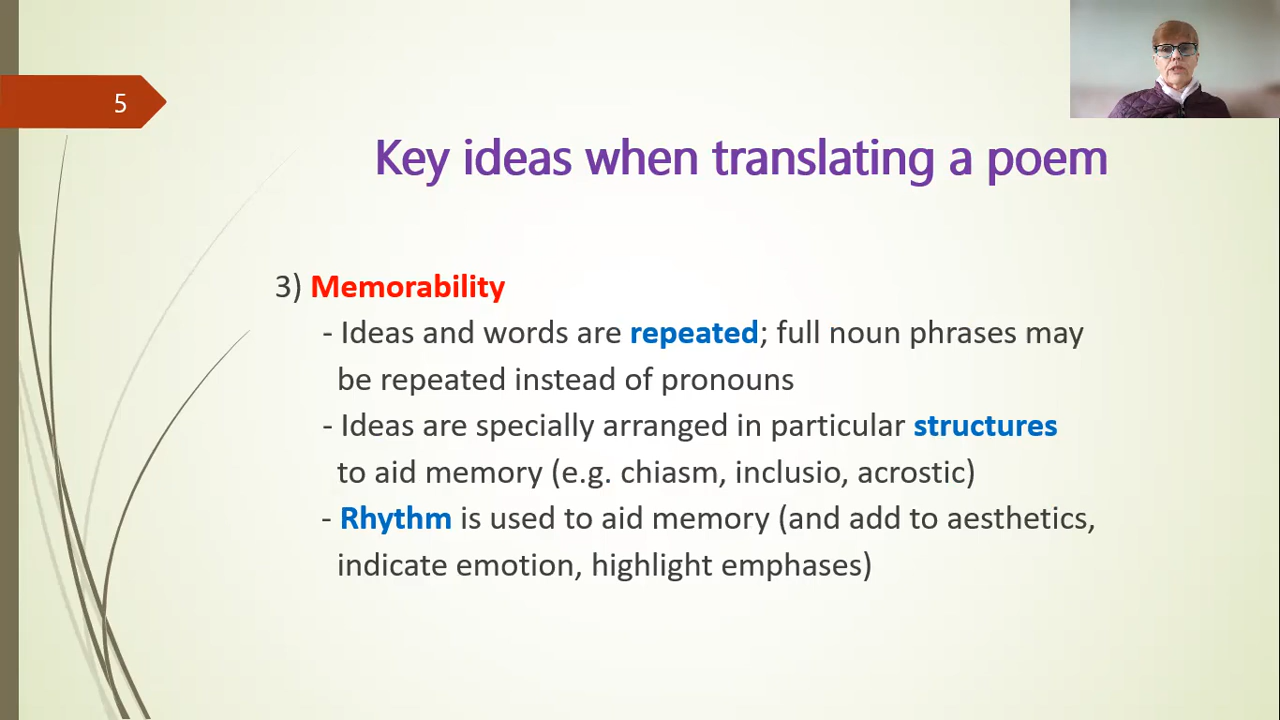 5
Key ideas when translating a poem
3) Memorability
- Ideas and words are repeated; full noun phrases may
be repeated instead of pronouns
- Ideas are specially arranged in particular structures
to aid memory (e.g. chiasm, inclusio, acrostic)
- Rhythm is used to aid memory (and add to aesthetics,
indicate emotion, highlight emphases)